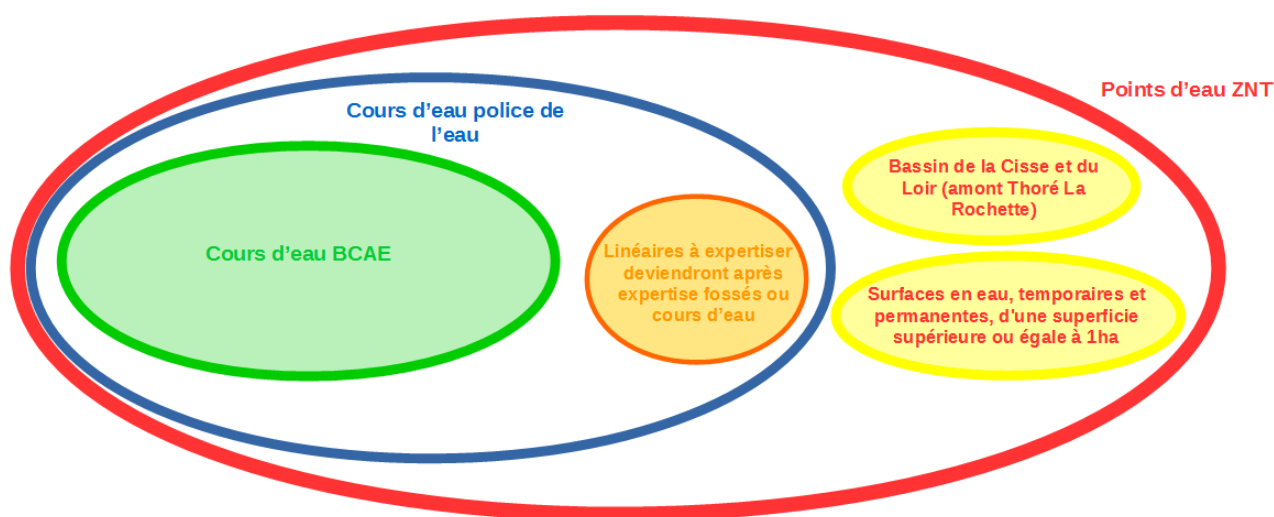 Points d’eau ZNT
Cours d’eau police de
l’eau
Bassin de la Cisse et du
Loir (amont Thoré La
Rochette)
Cours d’eau BCAE
Linéaires à expertiser
deviendront après
expertise fossés ou
cours d’eau
Surfaces en eau, temporaires et
permanentes, d'une superficie
supérieure ou égale à 1ha